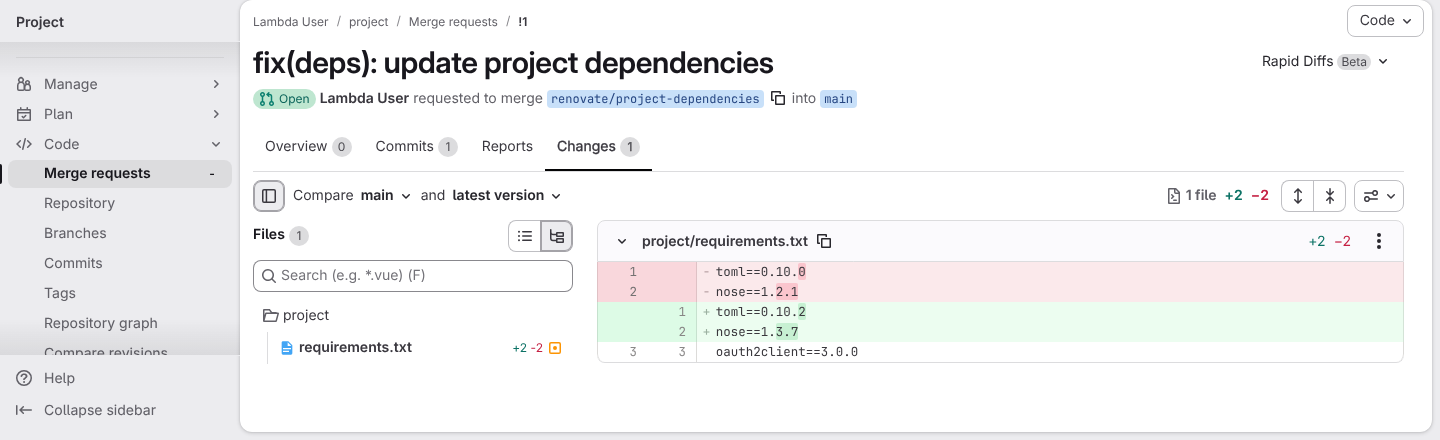 Project
Manage
Plan
Code
Merge requests -
Repository
Branches
Commits
Tags
Repository graph
Compare revisions
Help
Collapse sidebar
Lambda User / project / Merge requests / !1
Code
fix(deps): update project dependencies
Rapid Diffs Beta
Open Lambda User requested to merge renovate/project-dependencies into main
Overview 0 Commits 1 Reports Changes 1
Compare main and latest version
1 file +2 −2
Files 1
Search (e.g. *.vue) (F)
project
requirements.txt +2 -2
project/requirements.txt +2 −2
1 - toml==0.10.0
2 - nose==1.2.1
1 + toml==0.10.2
2 + nose==1.3.7
3 3 oauth2client==3.0.0